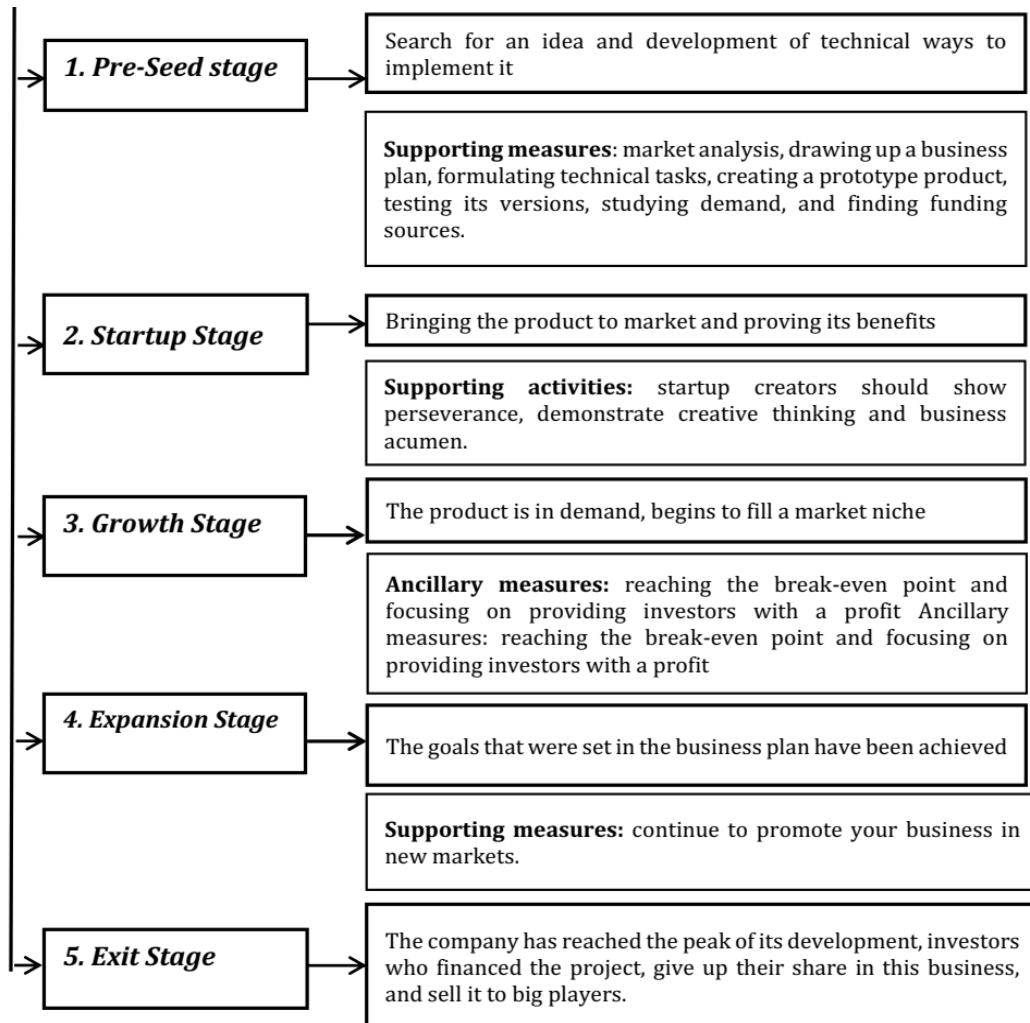 1. Pre-Seed stage
Search for an idea and development of technical ways to
implement it
Supporting measures: market analysis, drawing up a business
plan, formulating technical tasks, creating a prototype product,
testing its versions, studying demand, and finding funding
sources.
2. Startup Stage
Bringing the product to market and proving its benefits
Supporting activities: startup creators should show
perseverance, demonstrate creative thinking and business
acumen.
3. Growth Stage
The product is in demand, begins to fill a market niche
Ancillary measures: reaching the break-even point and
focusing on providing investors with a profit Ancillary
measures: reaching the break-even point and focusing on
providing investors with a profit
4. Expansion Stage
The goals that were set in the business plan have been achieved
Supporting measures: continue to promote your business in
new markets.
5. Exit Stage
The company has reached the peak of its development, investors
who financed the project, give up their share in this business,
and sell it to big players.